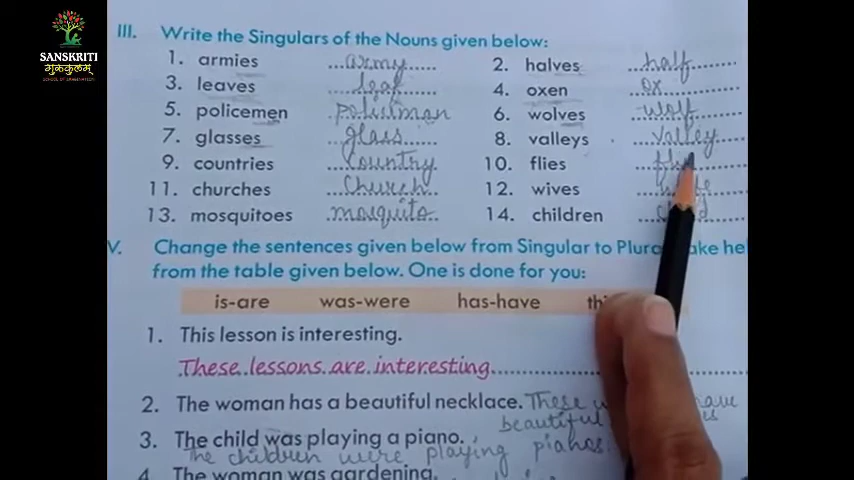 SANSKRITI
गुरुकुलम्
III. Write the Singulars of the Nouns given below:
1. armies ...army...... 2. halves ...half........
3. leaves ......leaf...... 4. oxen ...ox............
5. policemen .policiman 6. wolves ....wolf.......
7. glasses ...glass...... 8. valleys ....valley.....
9. countries ...country.... 10. flies
11. churches ...church.... 12. wives
13. mosquitoes .mosquito.. 14. children
V. Change the sentences given below from Singular to
from the table given below. One is done for you:
is-are was-were has-have
1. This lesson is interesting.
These lessons are interesting
2. The woman has a beautiful necklace. These
beautiful
3. The child was playing a piano.
The children were playing pianos.
4. The woman was gardening.